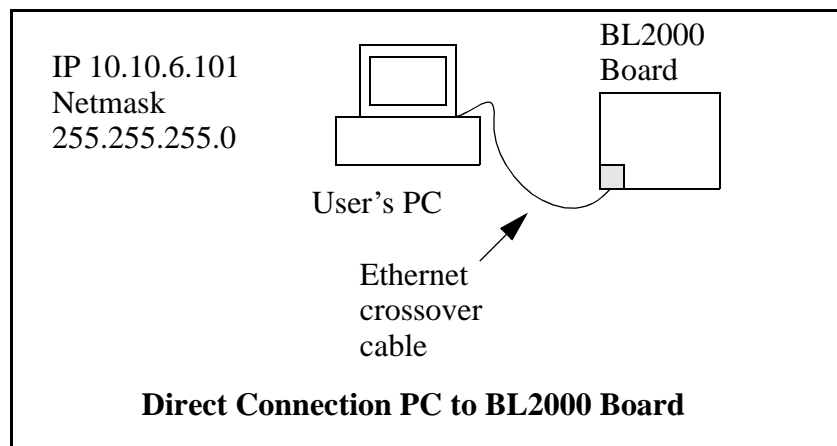 IP 10.10.6.101
Netmask
255.255.255.0
User’s PC
BL2000
Board
Ethernet
crossover
cable
Direct Connection PC to BL2000 Board